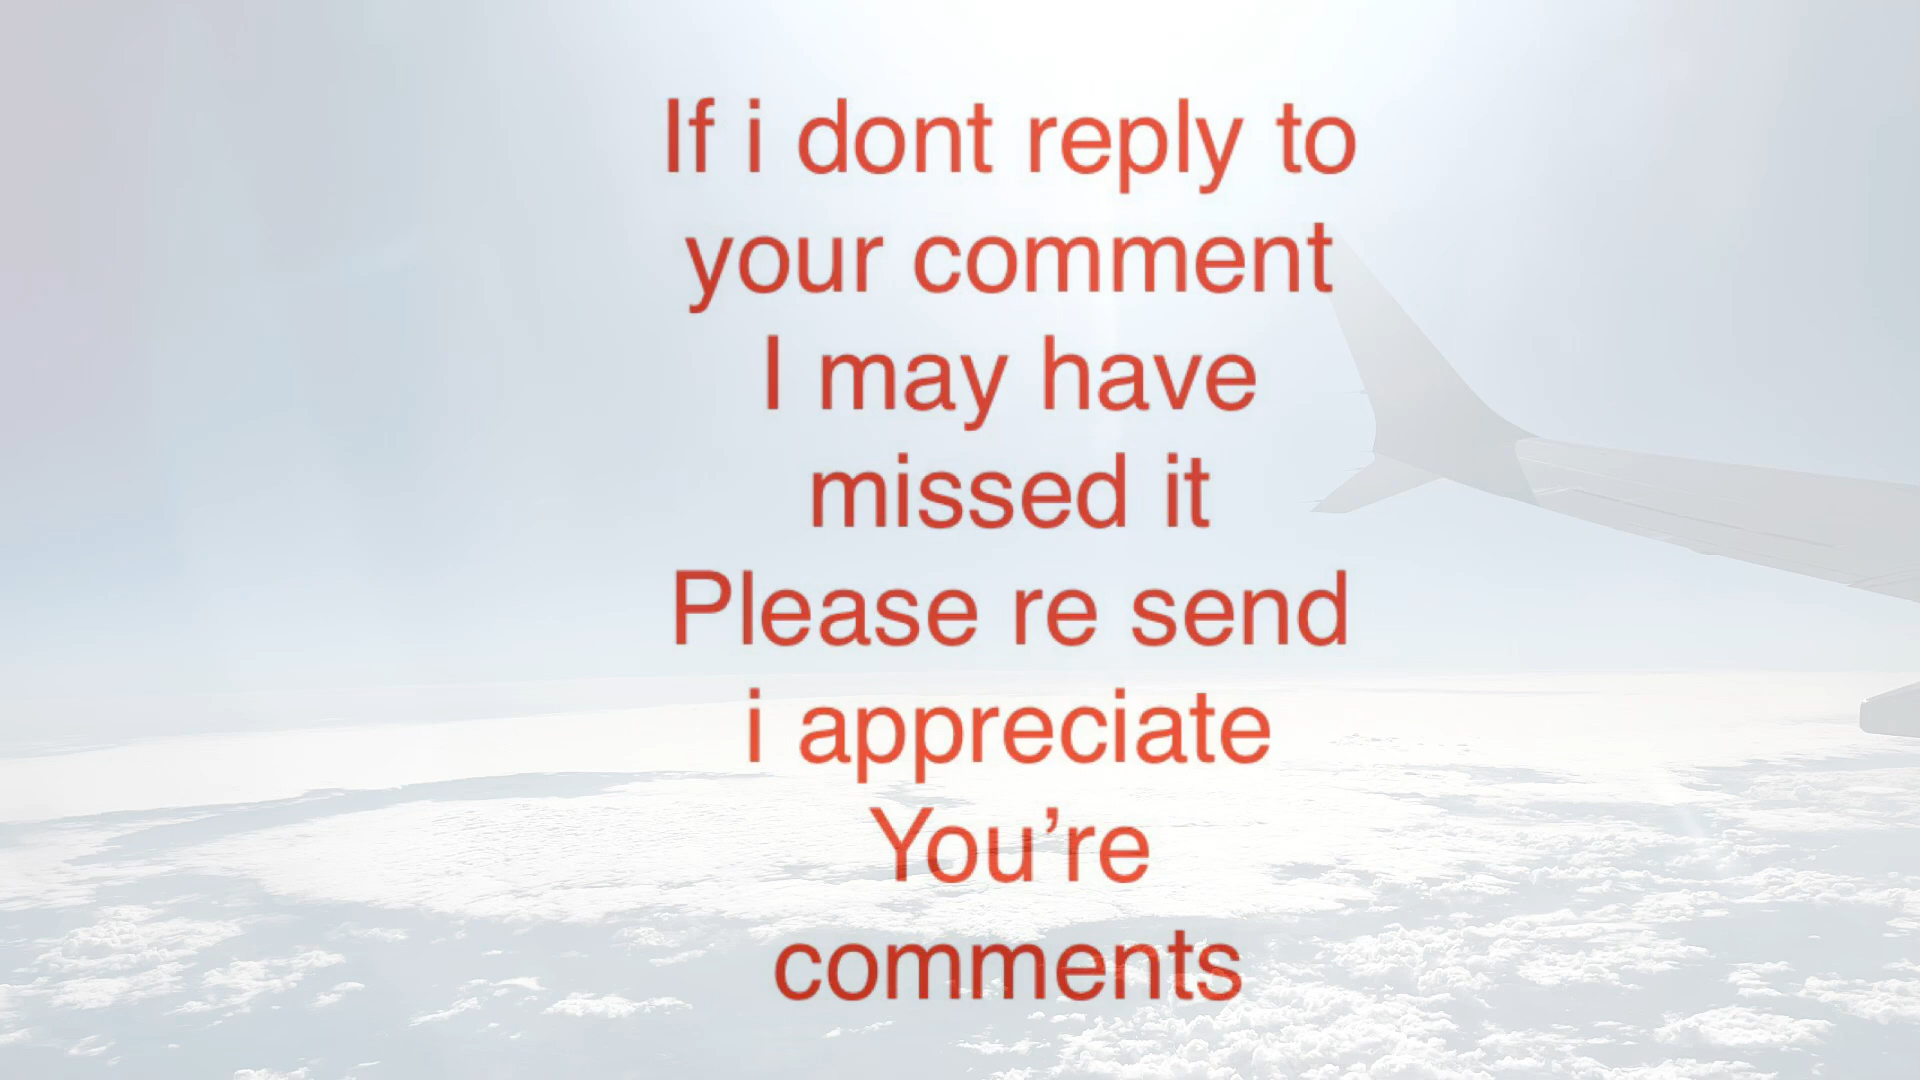 If i dont reply to
your comment
I may have
missed it
Please re send
i appreciate
You’re
comments